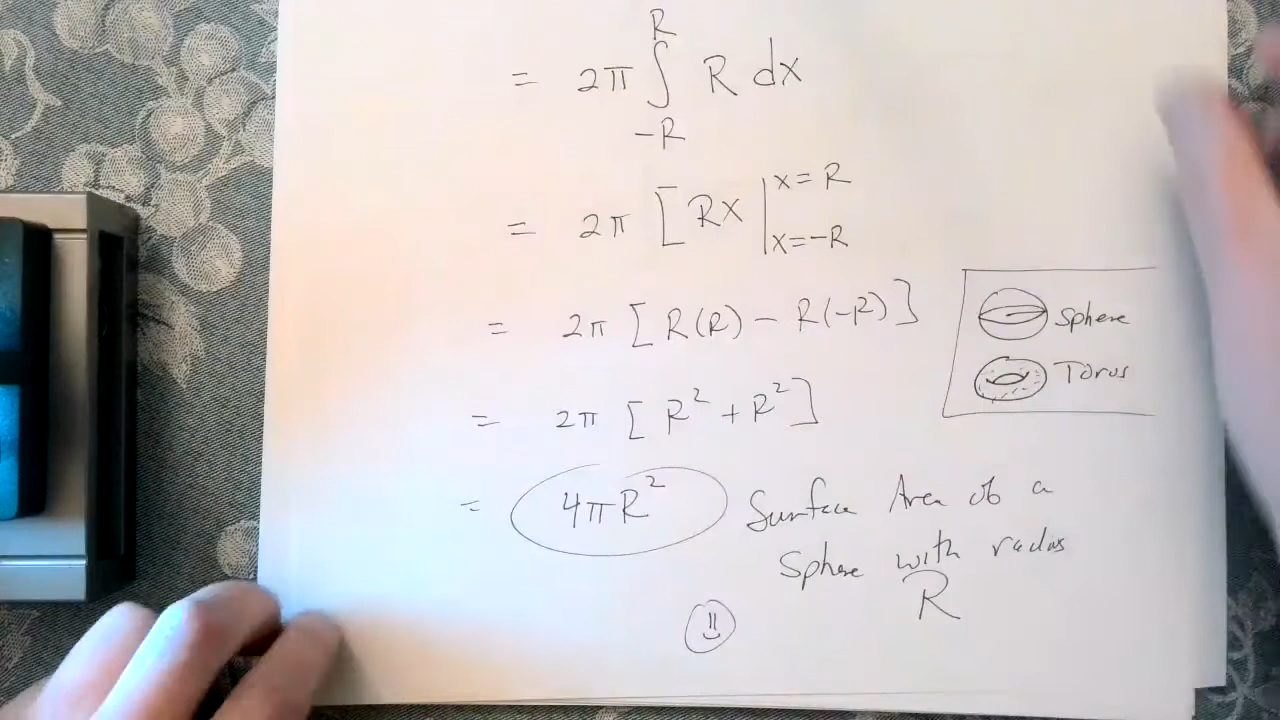 = 2π ∫_{-R}^{R} R dx
= 2π [ Rx |_{x=-R}^{x=R}
= 2π [ R(R) - R(-R) ]
= 2π [ R² + R² ]
= 4πR²
Surface Area of a
Sphere with radius
R
Sphere
Torus